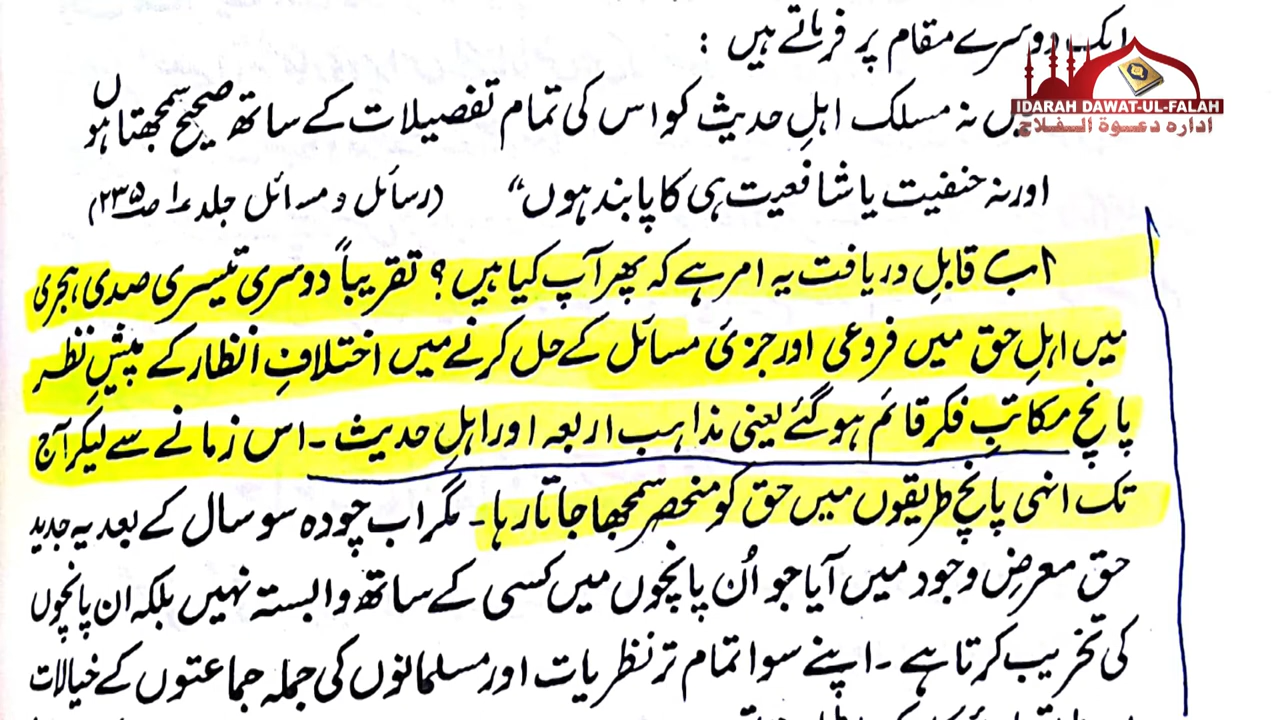 ایک دوسرے مقام پر فرماتے ہیں :
IDARAH DAWAT-UL-FALAH
ادارہ دعوۃ الفلاح
میں نہ مسلک اہلِ حدیث کو اس کی تمام تفصیلات کے ساتھ صحیح سمجھتا ہوں
اور نہ حنفیت یا شافعیت ہی کا پابند ہوں“ (رسائل و مسائل جلد ۱ ص۲۳۵)
اب قابلِ دریافت یہ امر ہے کہ پھر آپ کیا ہیں؟ تقریباً دوسری تیسری صدی ہجری
میں اہلِ حق میں فروعی اور جزئی مسائل کے حل کرنے میں اختلافِ انظار کے پیشِ نظر
پانچ مکاتبِ فکر قائم ہو گئے یعنی مذاہب اربعہ اور اہلِ حدیث ۔ اس زمانے سے لیکر آج
تک انہی پانچ طریقوں میں حق کو منحصر سمجھا جاتا رہا ۔ مگر اب چودہ سو سال کے بعد یہ جدید
حق معرضِ وجود میں آیا جو اُن پانچوں میں کسی کے ساتھ وابستہ نہیں بلکہ ان پانچوں
کی تخریب کرتا ہے ۔ اپنے سوا تمام تر نظریات اور مسلمانوں کی جملہ جماعتوں کے خیالات